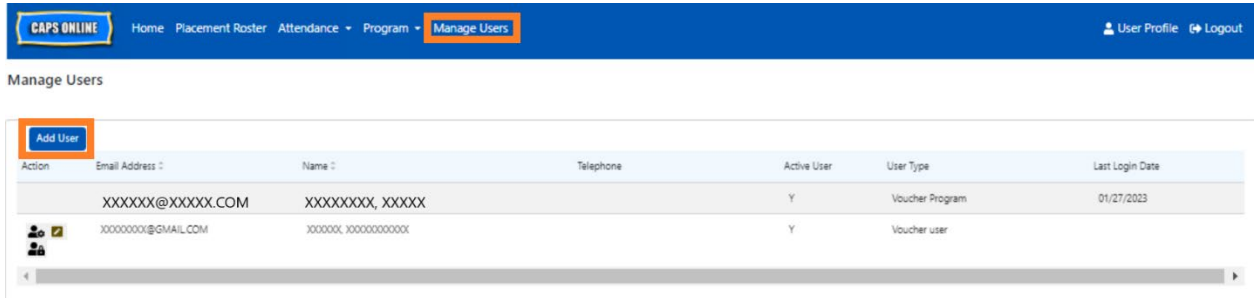 CAPS ONLINE Home Placement Roster Attendance Program Manage Users User Profile Logout
Manage Users
Add User
Action Email Address Name Telephone Active User User Type Last Login Date
XXXXXX@XXXXX.COM XXXXXXXX, XXXXX Y Voucher Program 01/27/2023
XXXXXXXX@GMAIL.COM XXXXXX, XXXXXXXXXXXX Y Voucher user